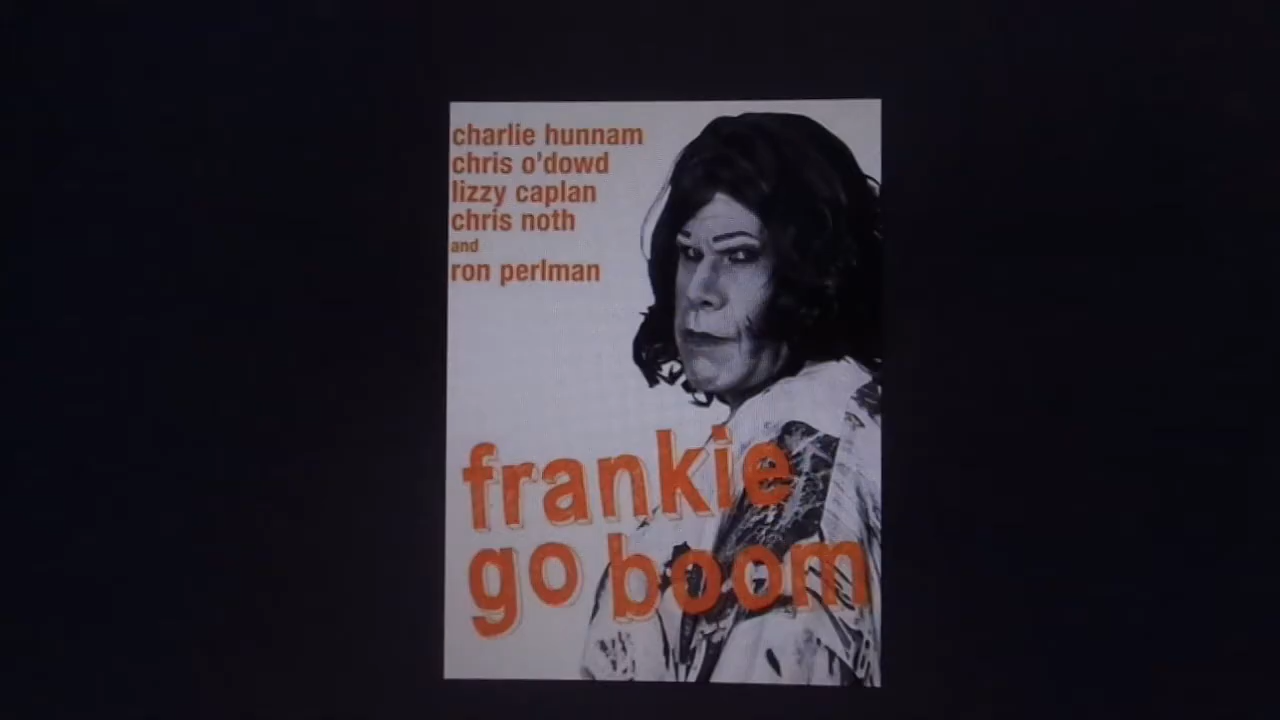 charlie hunnam
chris o'dowd
lizzy caplan
chris noth
and
ron perlman
frankie
go boom